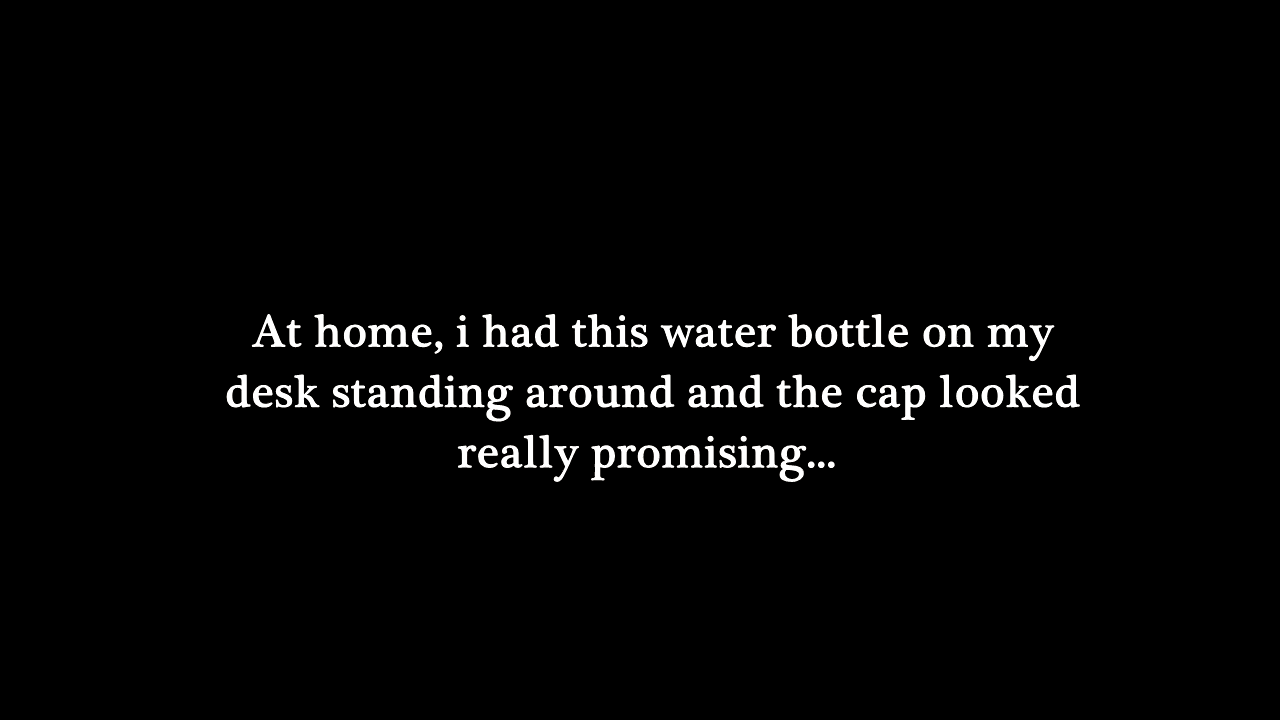 At home, i had this water bottle on my
desk standing around and the cap looked
really promising...